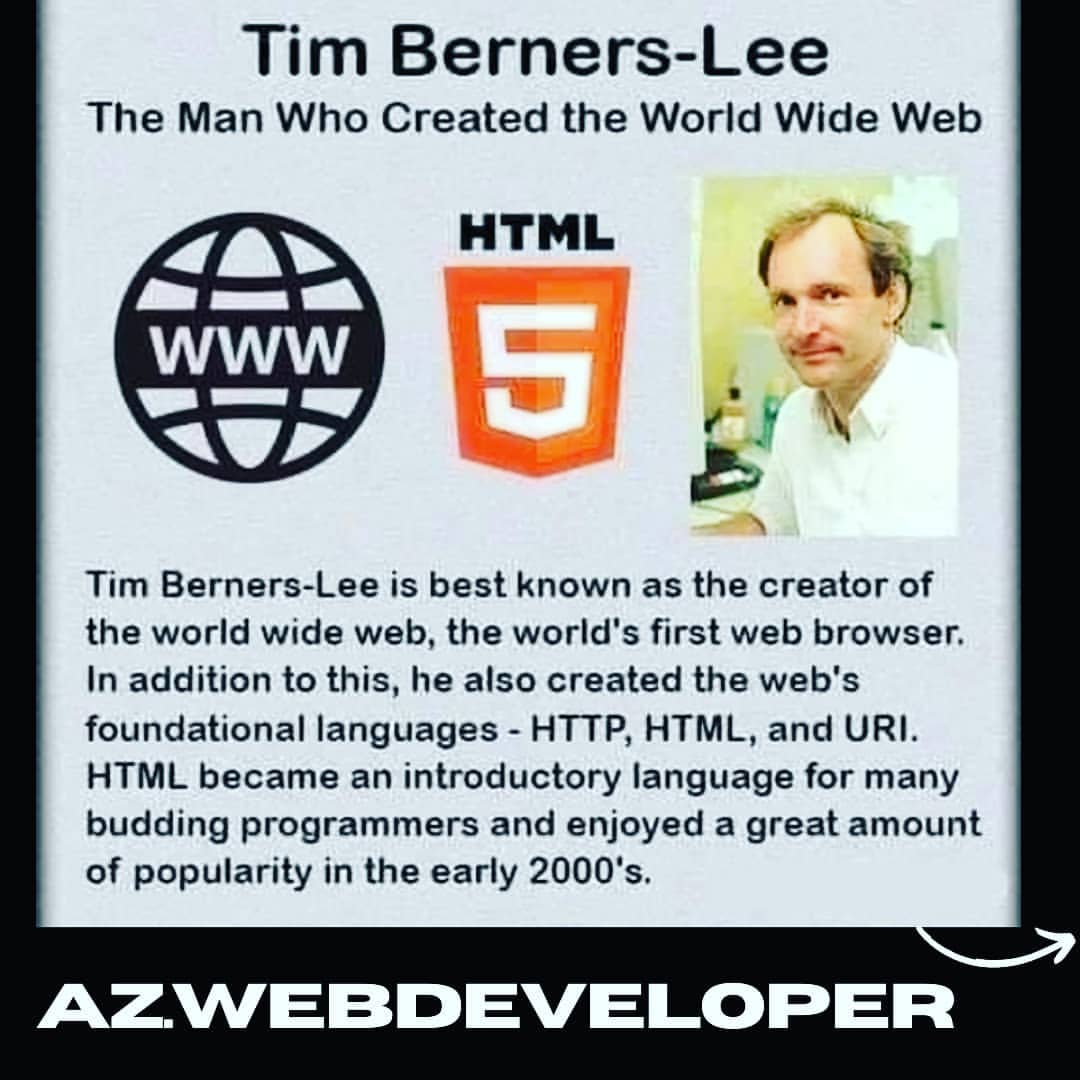 Tim Berners-Lee
The Man Who Created the World Wide Web
WWW
HTML
5
Tim Berners-Lee is best known as the creator of
the world wide web, the world's first web browser.
In addition to this, he also created the web's
foundational languages - HTTP, HTML, and URI.
HTML became an introductory language for many
budding programmers and enjoyed a great amount
of popularity in the early 2000's.
AZ.WEBDEVELOPER